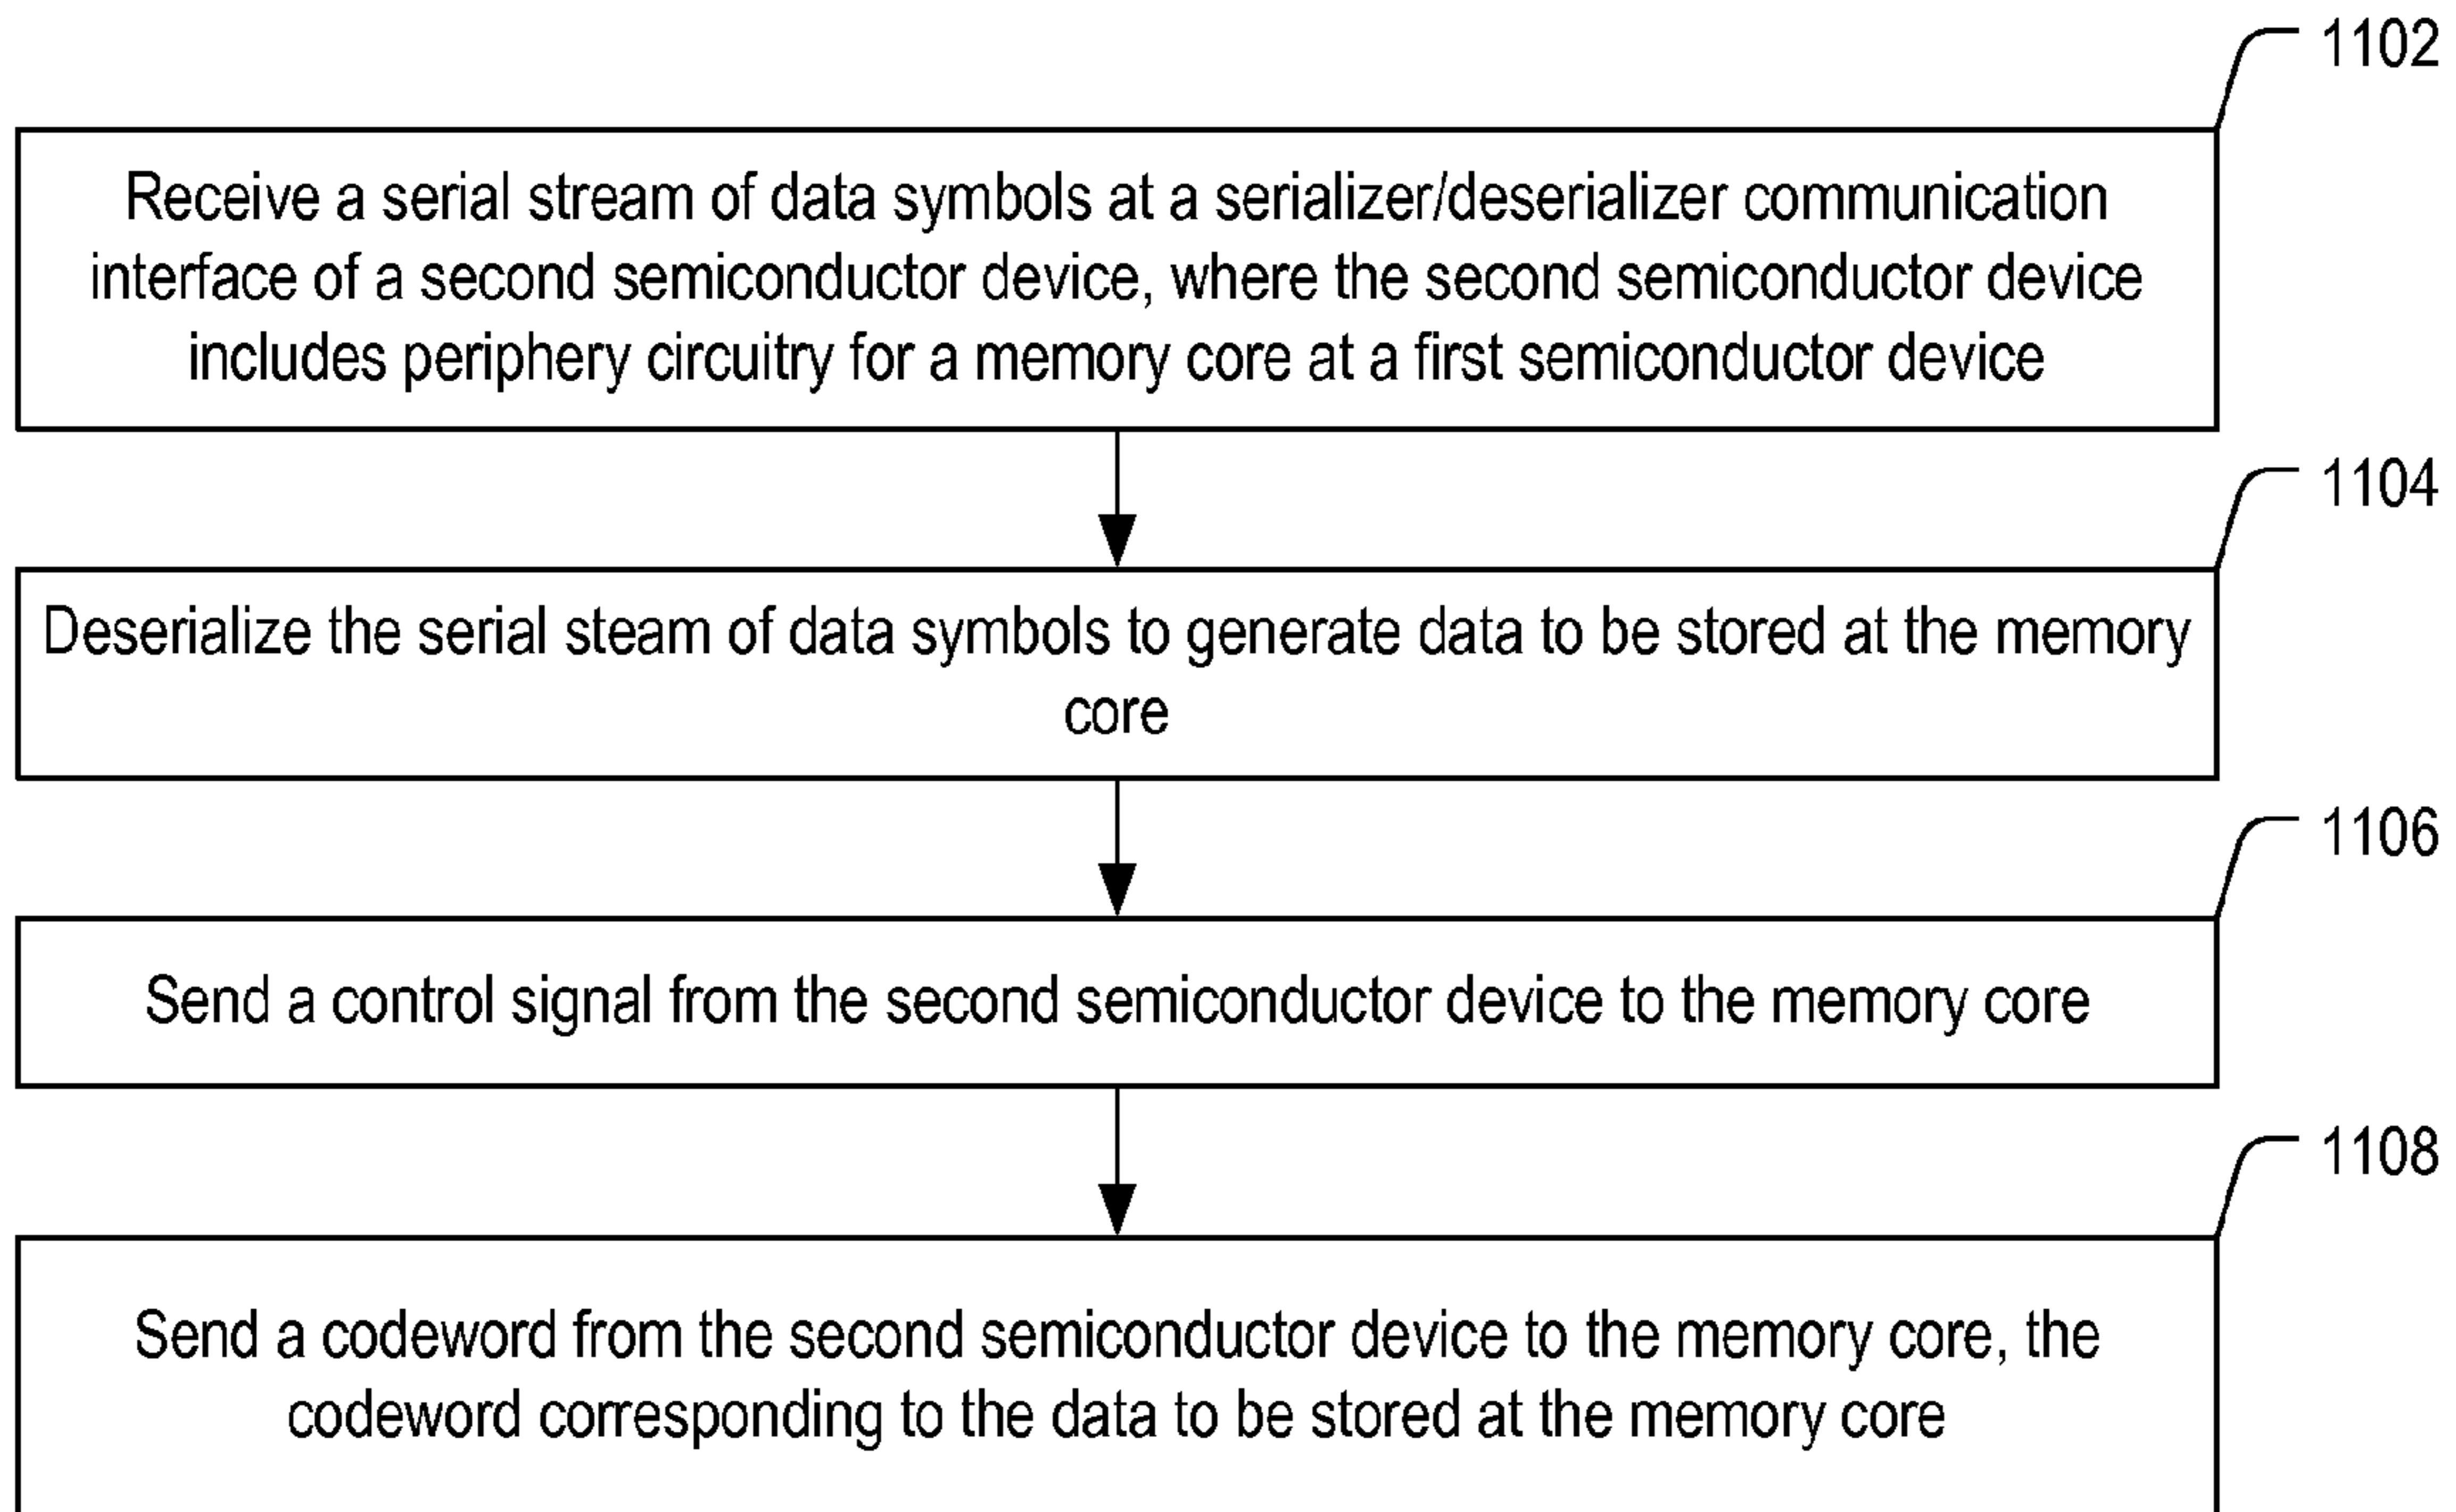 1102
Receive a serial stream of data symbols at a serializer/deserializer communication
interface of a second semiconductor device, where the second semiconductor device
includes periphery circuitry for a memory core at a first semiconductor device
1104
Deserialize the serial steam of data symbols to generate data to be stored at the memory
core
1106
Send a control signal from the second semiconductor device to the memory core
1108
Send a codeword from the second semiconductor device to the memory core, the
codeword corresponding to the data to be stored at the memory core